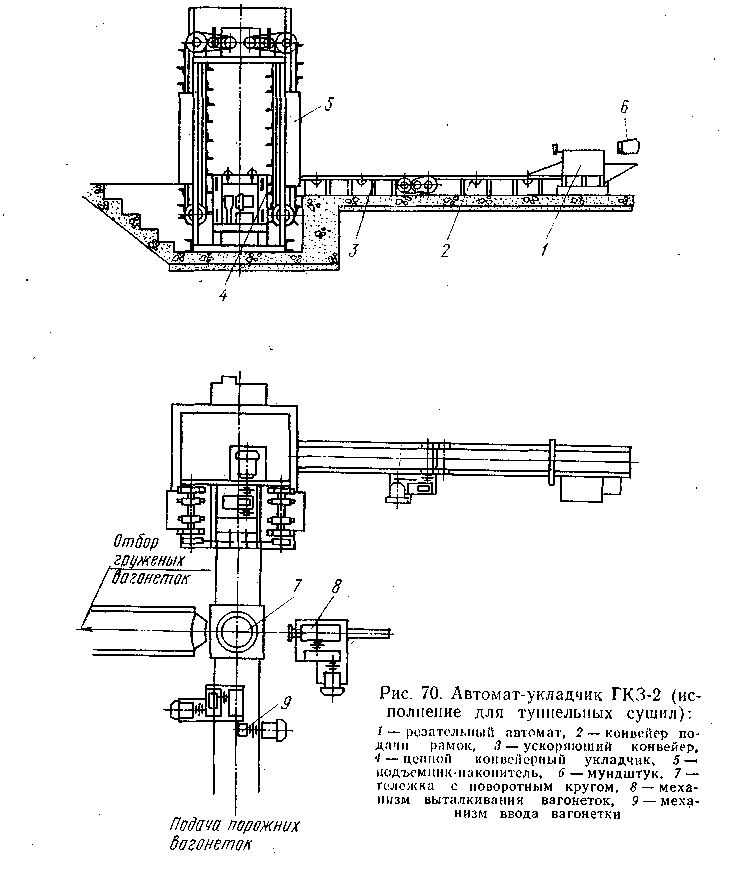 5
6
4
3
2
1
Отбор
груженых
вагонеток
7
8
9
Подача порожних
вагонеток
Рис. 70. Автомат-укладчик ГКЗ-2 (ис-
полнение для туннельных сушил):
1 — резательный автомат, 2 — конвейер по-
дачи рамок, 3 — ускоряющий конвейер,
4 — цепной конвейерный укладчик, 5 —
подъемник-накопитель, 6 — мундштук, 7 —
тележка с поворотным кругом, 8 — меха-
низм выталкивания вагонеток, 9 — меха-
низм ввода вагонетки